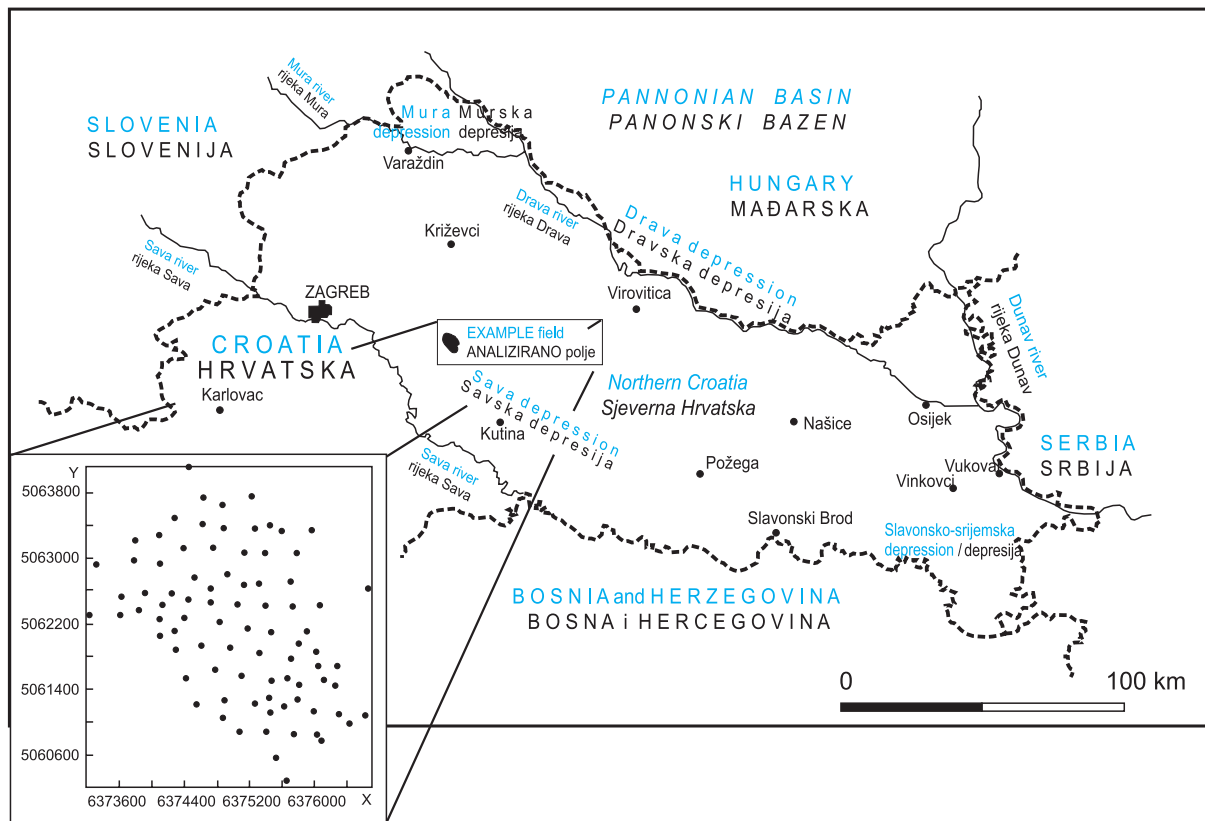 Mura river
rijeka Mura
Mura Murska
depression depresija
Varaždin
SLOVENIA
SLOVENIJA
PANNONIAN BASIN
PANONSKI BAZEN
HUNGARY
MAĐARSKA
Drava river
rijeka Drava
Drava depression
Dravska depresija
Križevci
Sava river
rijeka Sava
ZAGREB
Virovitica
Dunav river
rijeka Dunav
EXAMPLE field
ANALIZIRANO polje
CROATIA
HRVATSKA
Karlovac
Northern Croatia
Sjeverna Hrvatska
Sava depression
Savska depresija
Kutina
Našice
Osijek
SERBIA
SRBIJA
Sava river
rijeka Sava
Požega
Vinkovci
Vukovar
Slavonski Brod
Slavonsko-srijemska
depression / depresija
BOSNIA and HERZEGOVINA
BOSNA i HERCEGOVINA
0 100 km
Y
5063800
5063000
5062200
5061400
5060600
6373600 6374400 6375200 6376000 X